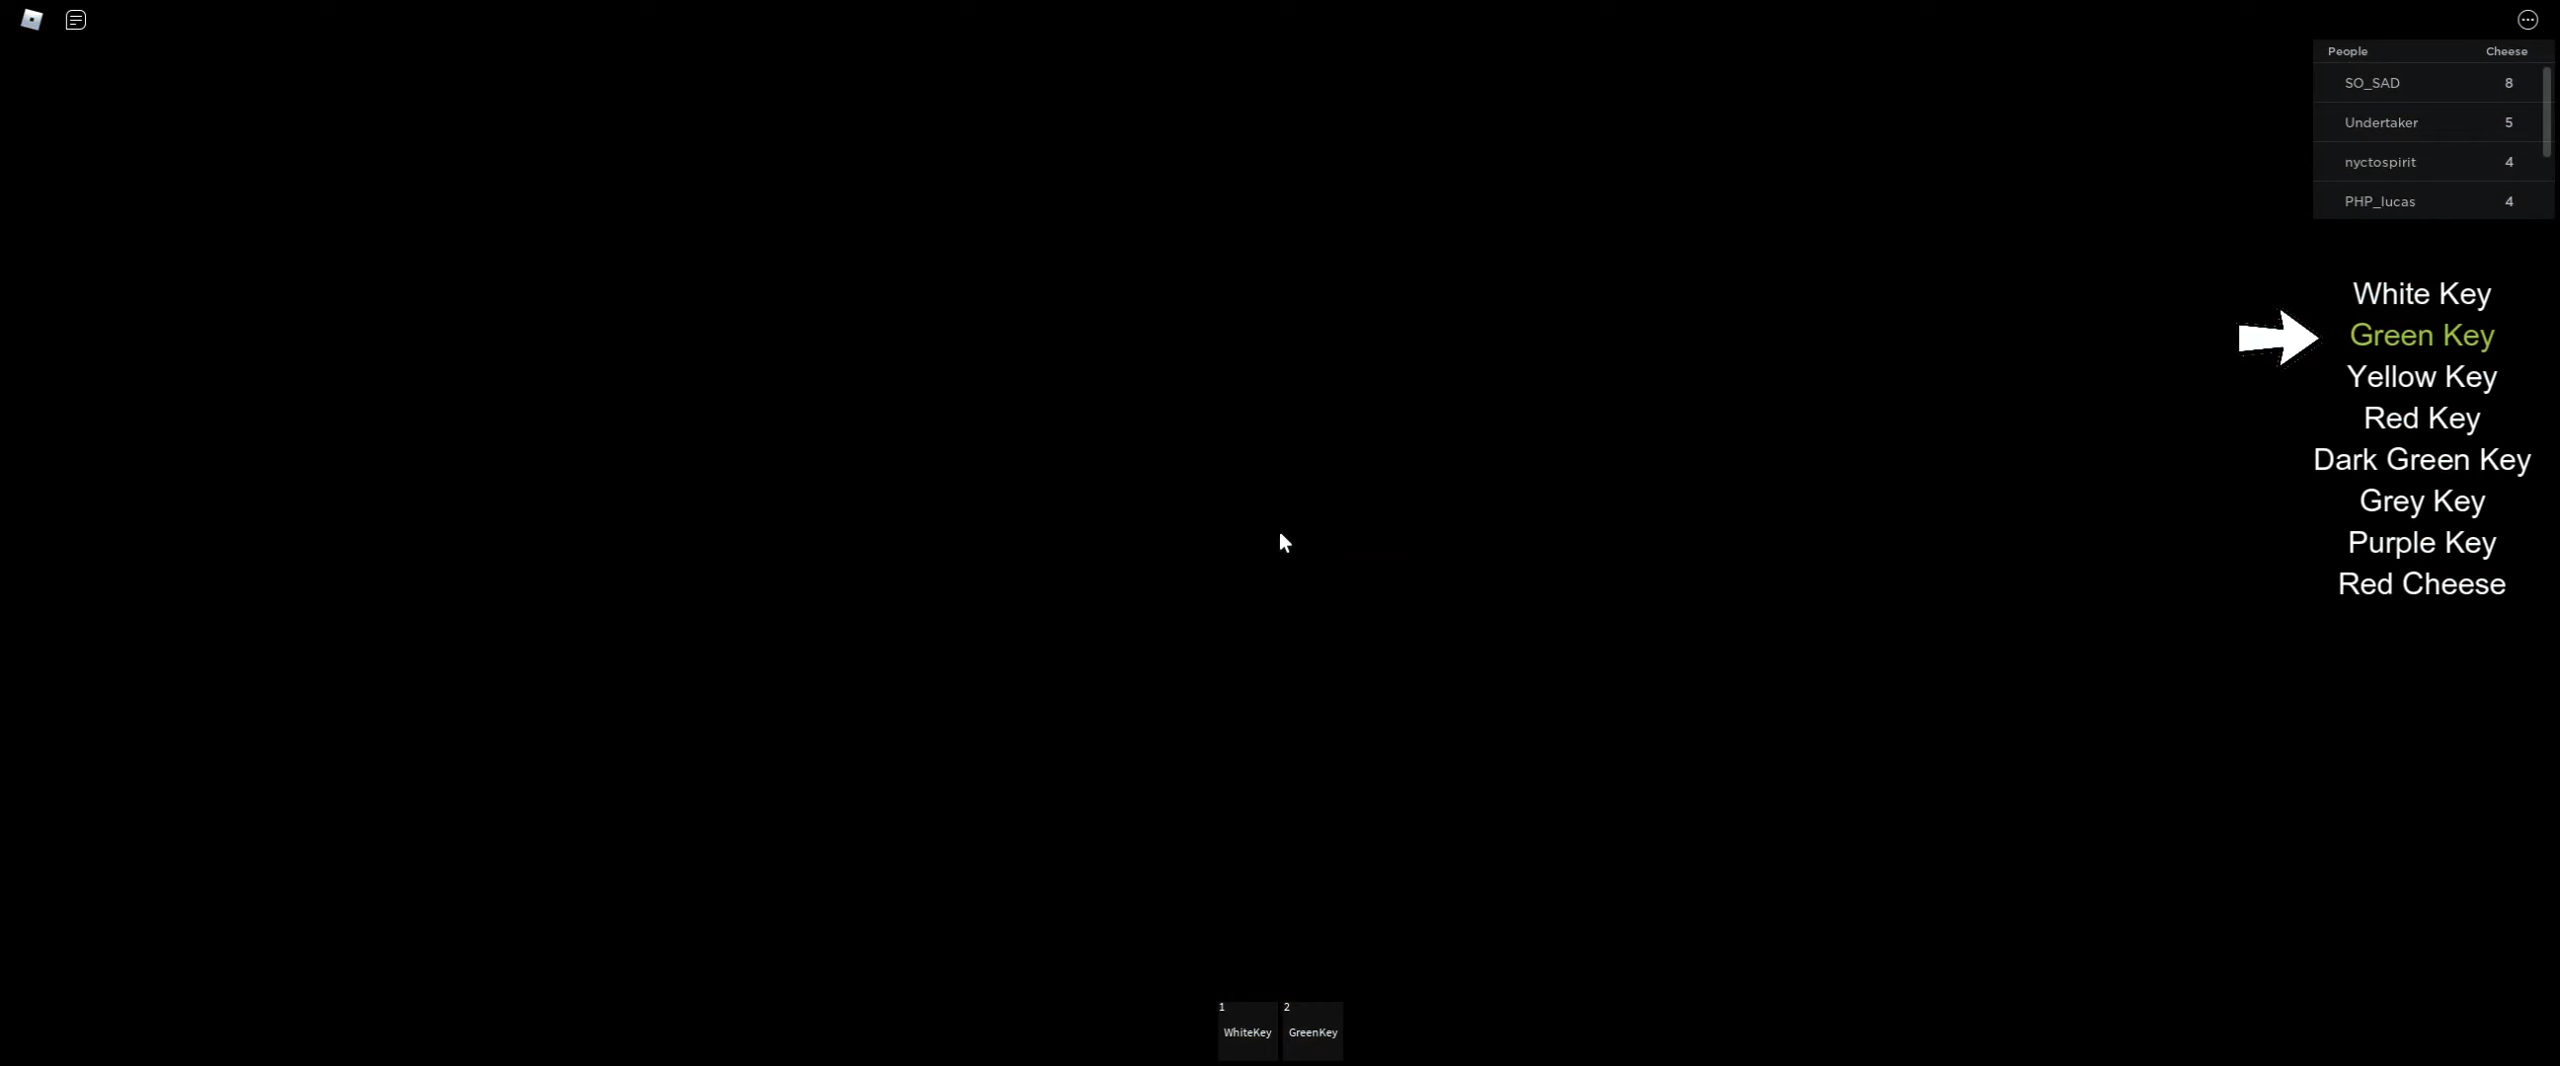 People Cheese
SO_SAD 8
Undertaker 5
nyctospirit 4
PHP_lucas 4
White Key
Green Key
Yellow Key
Red Key
Dark Green Key
Grey Key
Purple Key
Red Cheese
1 2
WhiteKey GreenKey